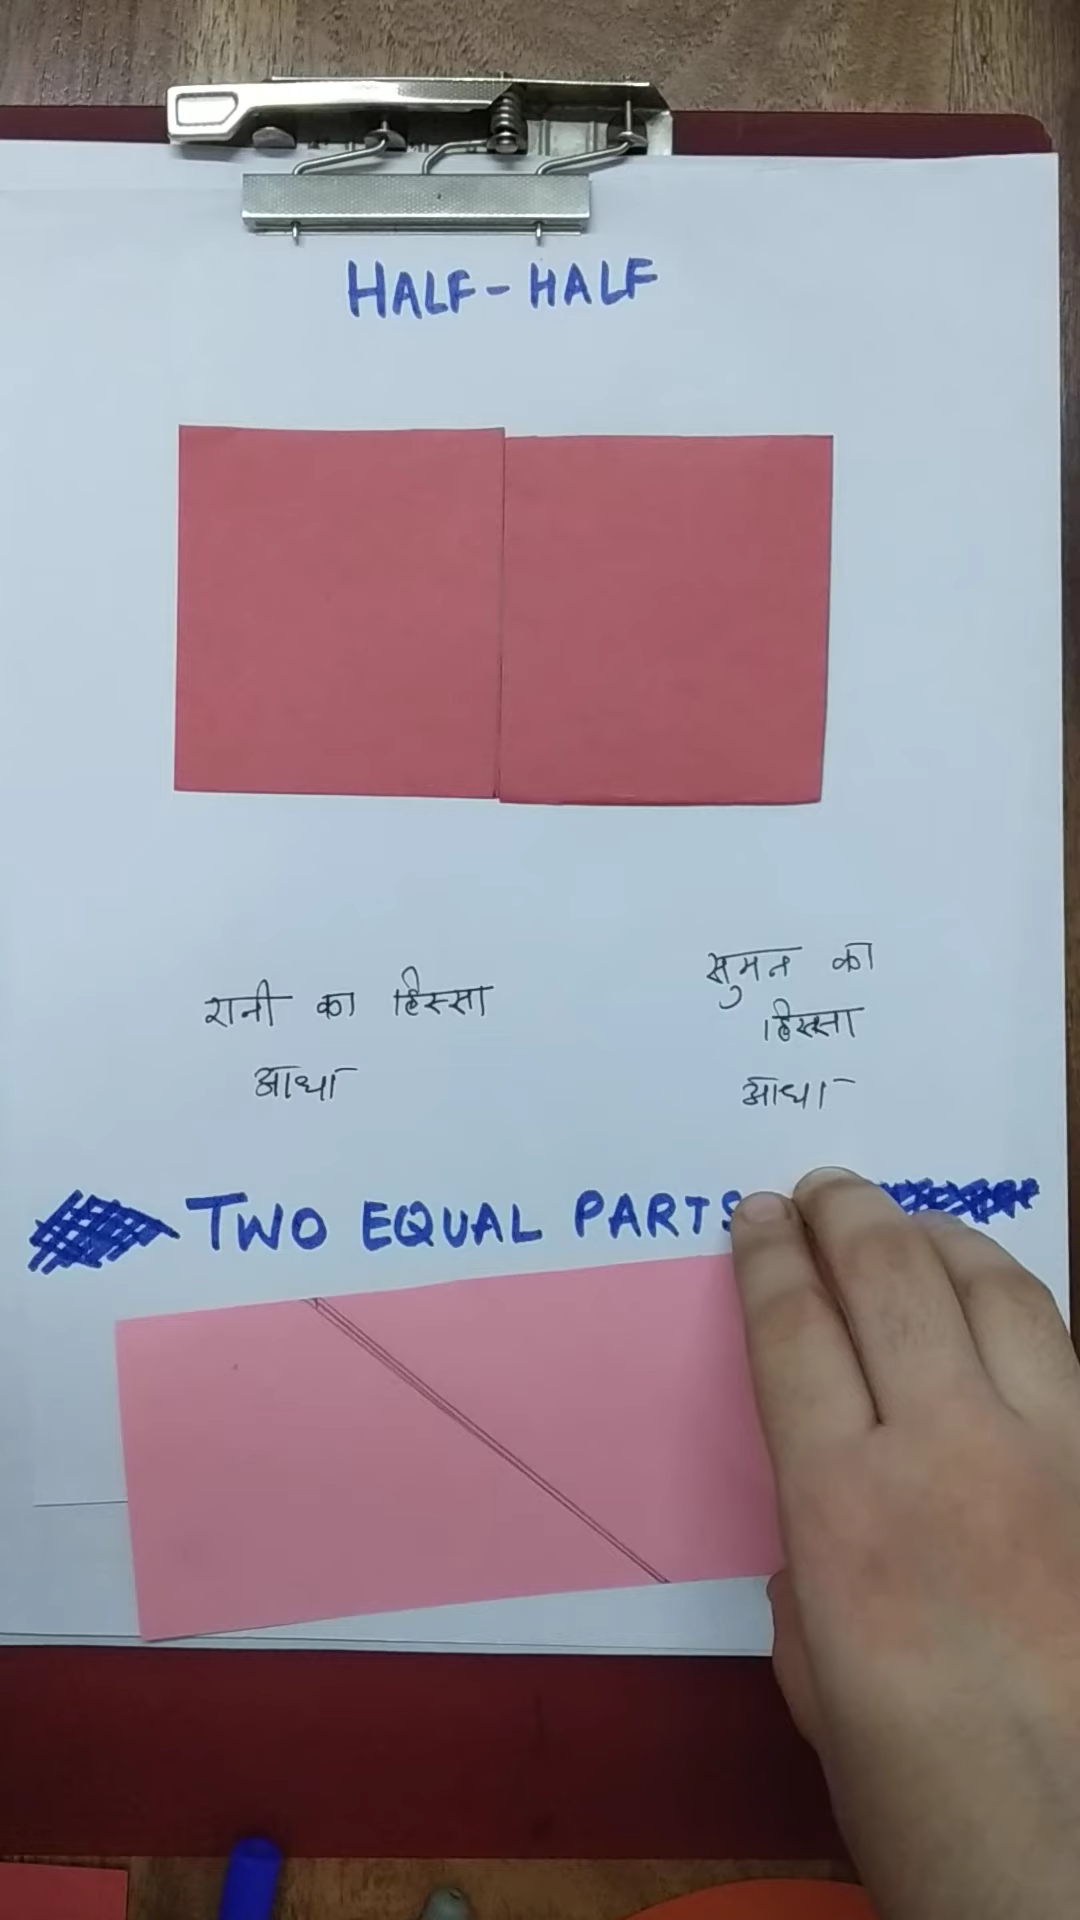 HALF-HALF
रानी का हिस्सा
आधा
सुमन का
हिस्सा
आधा
TWO EQUAL PARTS